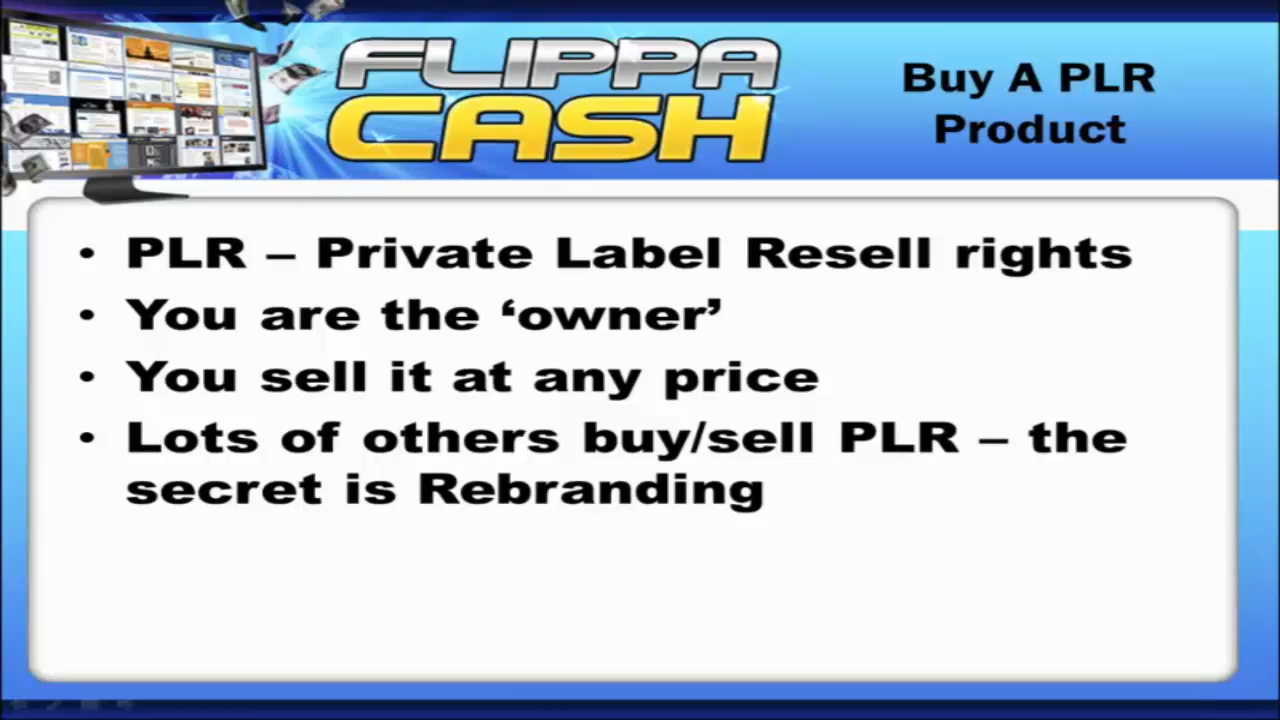 FLIPPA
CASH
Buy A PLR
Product
• PLR – Private Label Resell rights
• You are the ‘owner’
• You sell it at any price
• Lots of others buy/sell PLR – the
secret is Rebranding